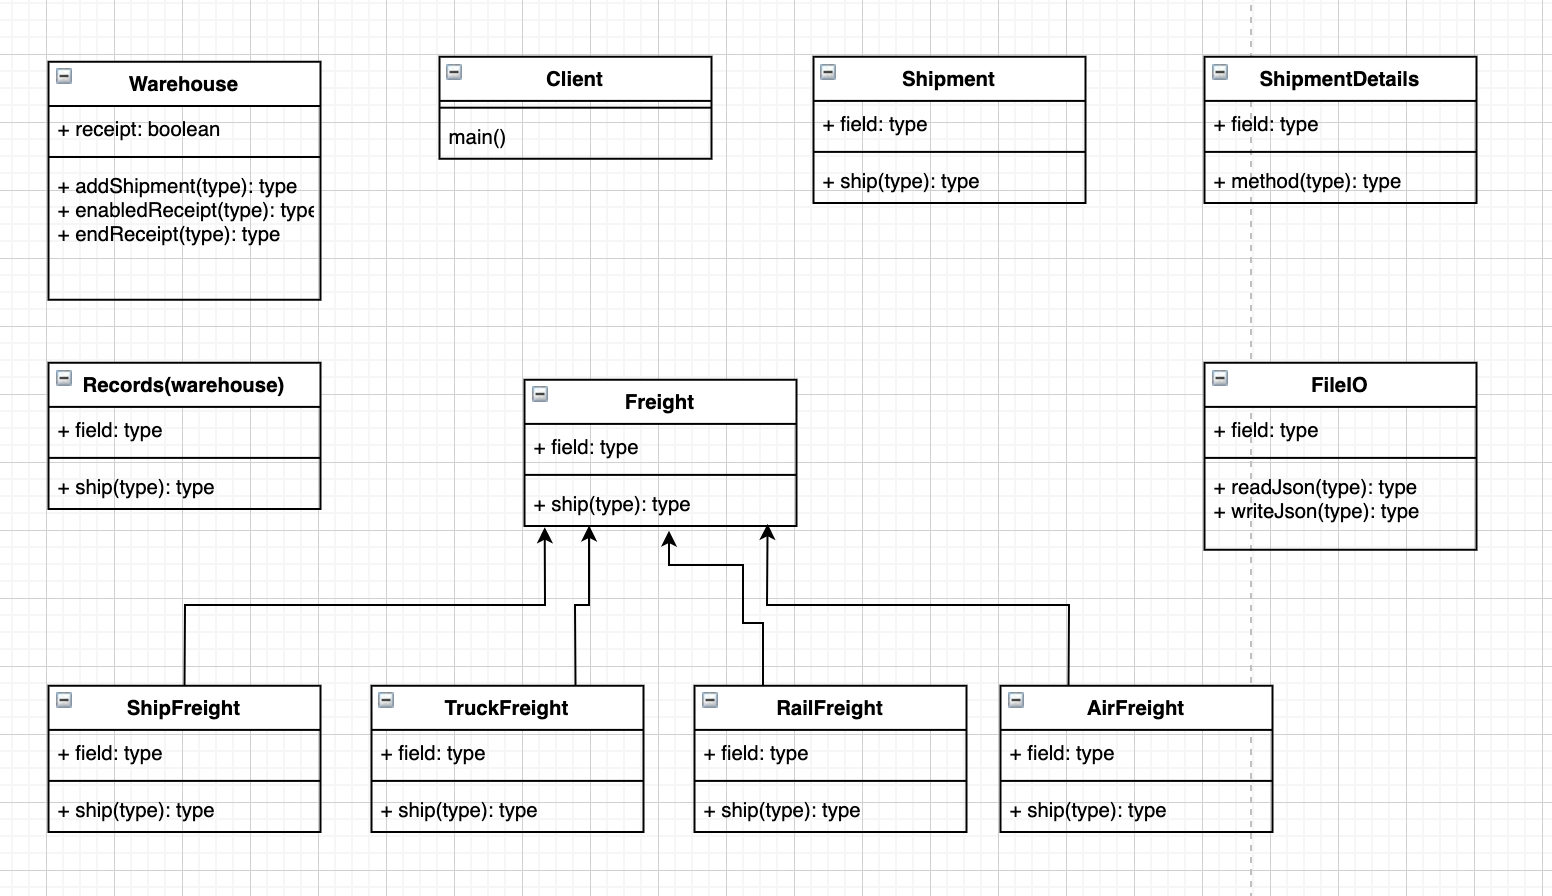 Warehouse
+ receipt: boolean
+ addShipment(type): type
+ enabledReceipt(type): type
+ endReceipt(type): type
Client
main()
Shipment
+ field: type
+ ship(type): type
ShipmentDetails
+ field: type
+ method(type): type
Records(warehouse)
+ field: type
+ ship(type): type
Freight
+ field: type
+ ship(type): type
FileIO
+ field: type
+ readJson(type): type
+ writeJson(type): type
ShipFreight
+ field: type
+ ship(type): type
TruckFreight
+ field: type
+ ship(type): type
RailFreight
+ field: type
+ ship(type): type
AirFreight
+ field: type
+ ship(type): type